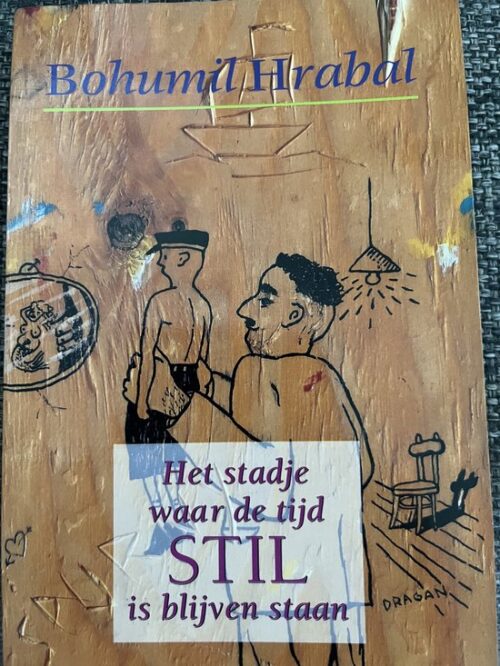 Bohumil Hrabal
Het stadje
waar de tijd
STIL
is blijven staan
DRAGAN